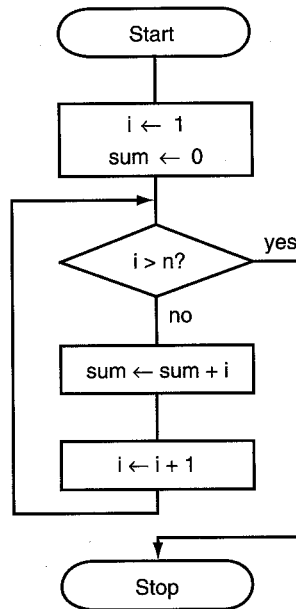 Start
i ← 1
sum ← 0
i > n?
yes
no
sum ← sum + i
i ← i + 1
Stop